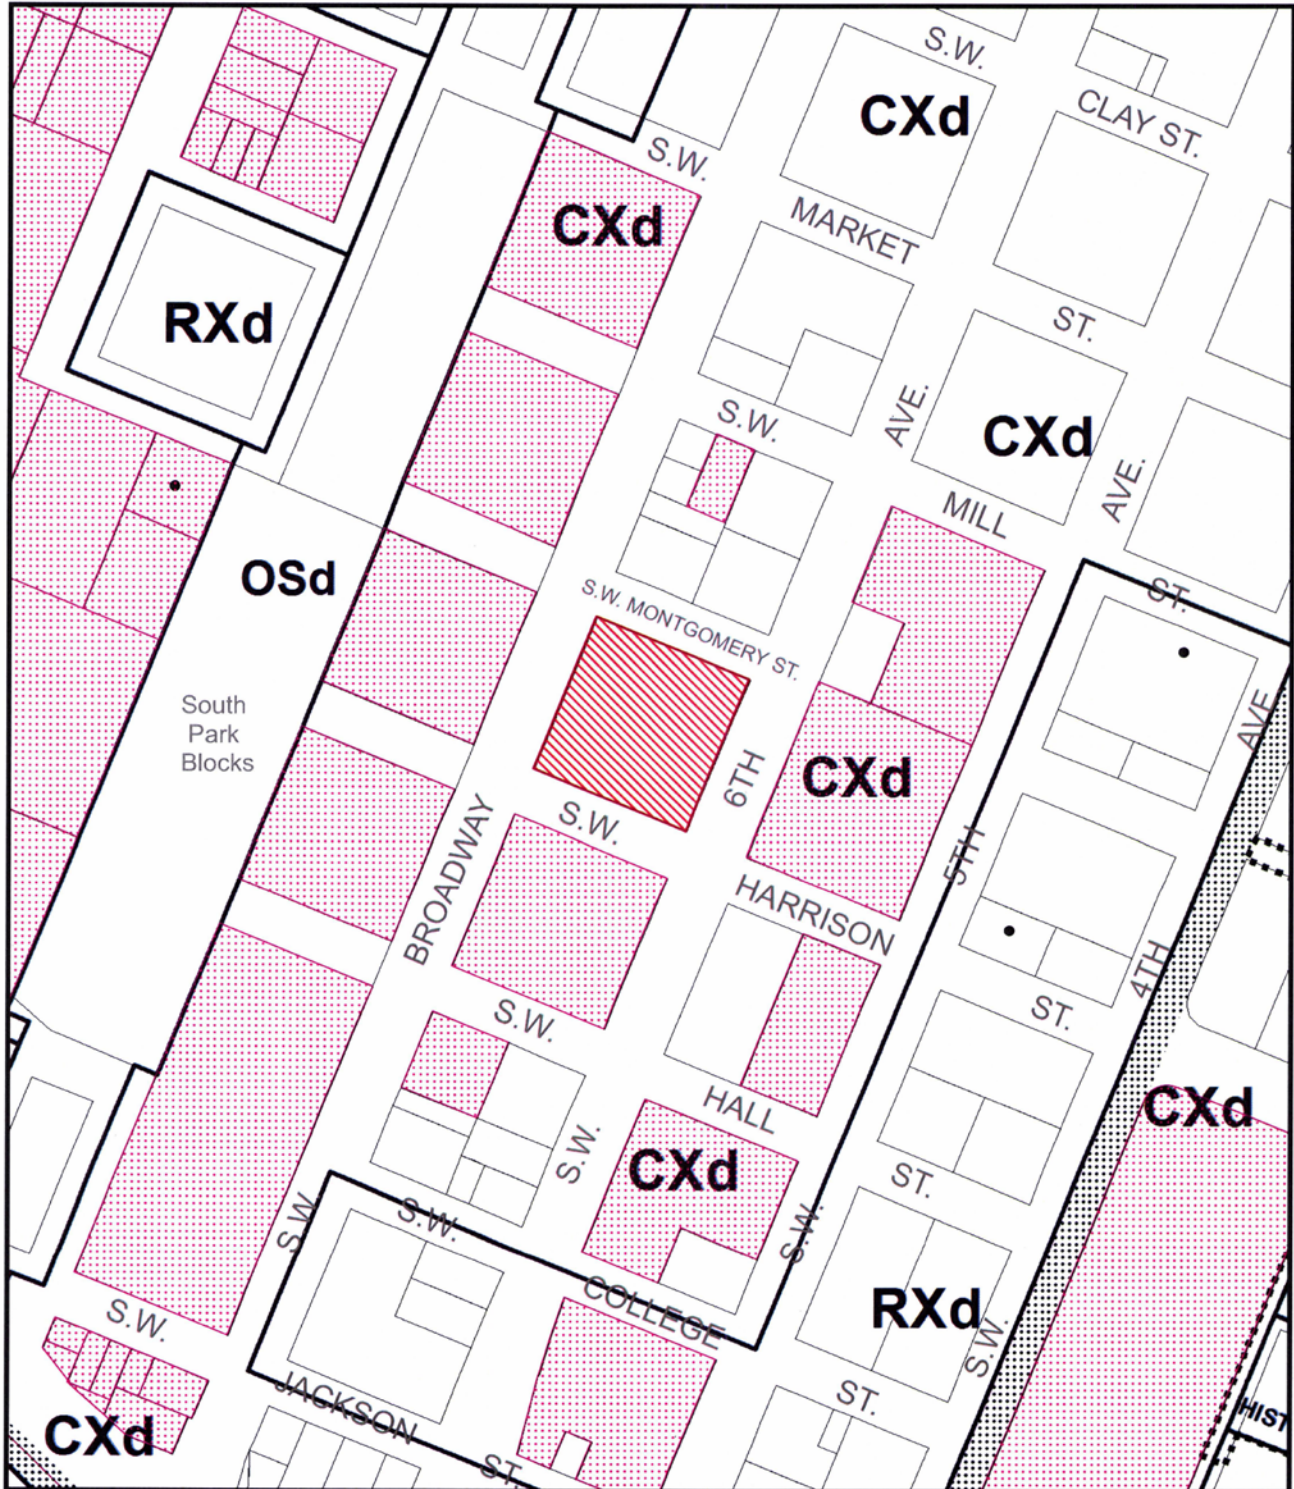 S.W.
CLAY ST.
CXd
S.W.
MARKET
ST.
CXd
RXd
CXd
AVE.
AVE.
S.W.
MILL
ST.
OSd
S.W. MONTGOMERY ST.
South
Park
Blocks
AVE
CXd
6TH
S.W.
BROADWAY
5TH
HARRISON
4TH
S.W.
ST.
CXd
HALL
S.W.
CXd
ST.
S.W.
S.W.
S.W.
COLLEGE
RXd
S.W.
S.W.
JACKSON
ST.
ST.
CXd
HIST